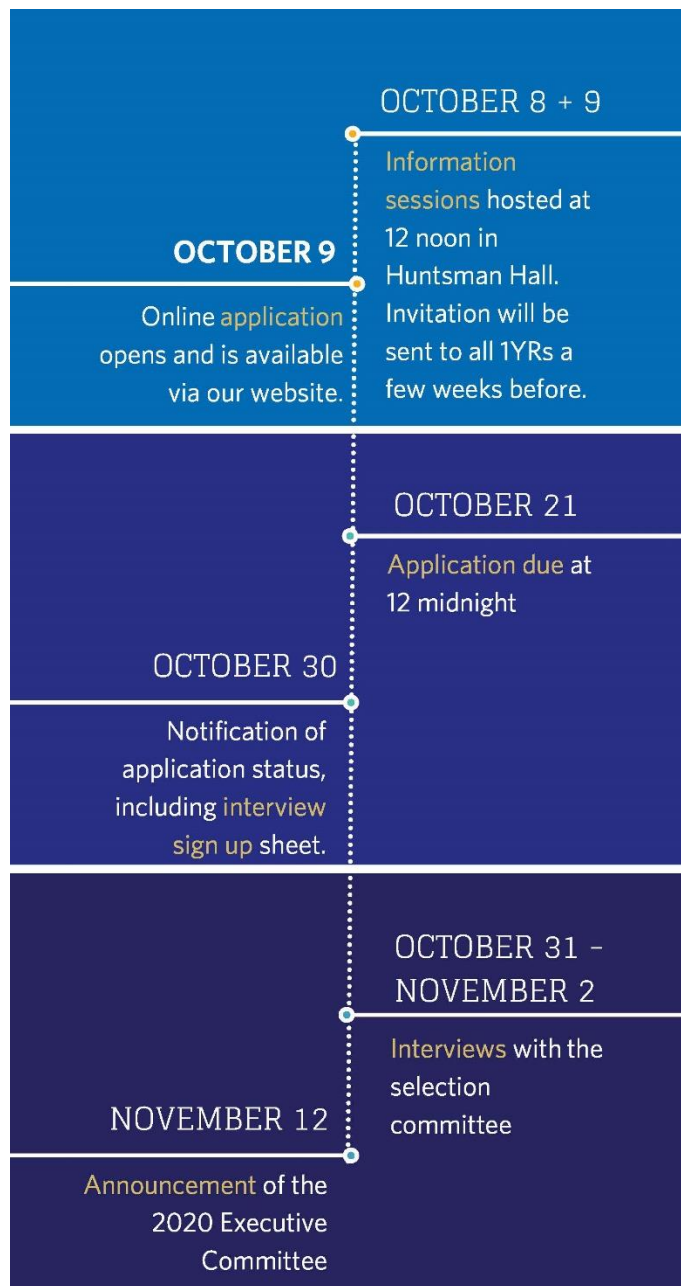 OCTOBER 8 + 9
Information
sessions hosted at
12 noon in
Huntsman Hall.
Invitation will be
sent to all 1YRs a
few weeks before.
OCTOBER 9
Online application
opens and is available
via our website.
OCTOBER 21
Application due at
12 midnight
OCTOBER 30
Notification of
application status,
including interview
sign up sheet.
OCTOBER 31 –
NOVEMBER 2
Interviews with the
selection
committee
NOVEMBER 12
Announcement of the
2020 Executive
Committee